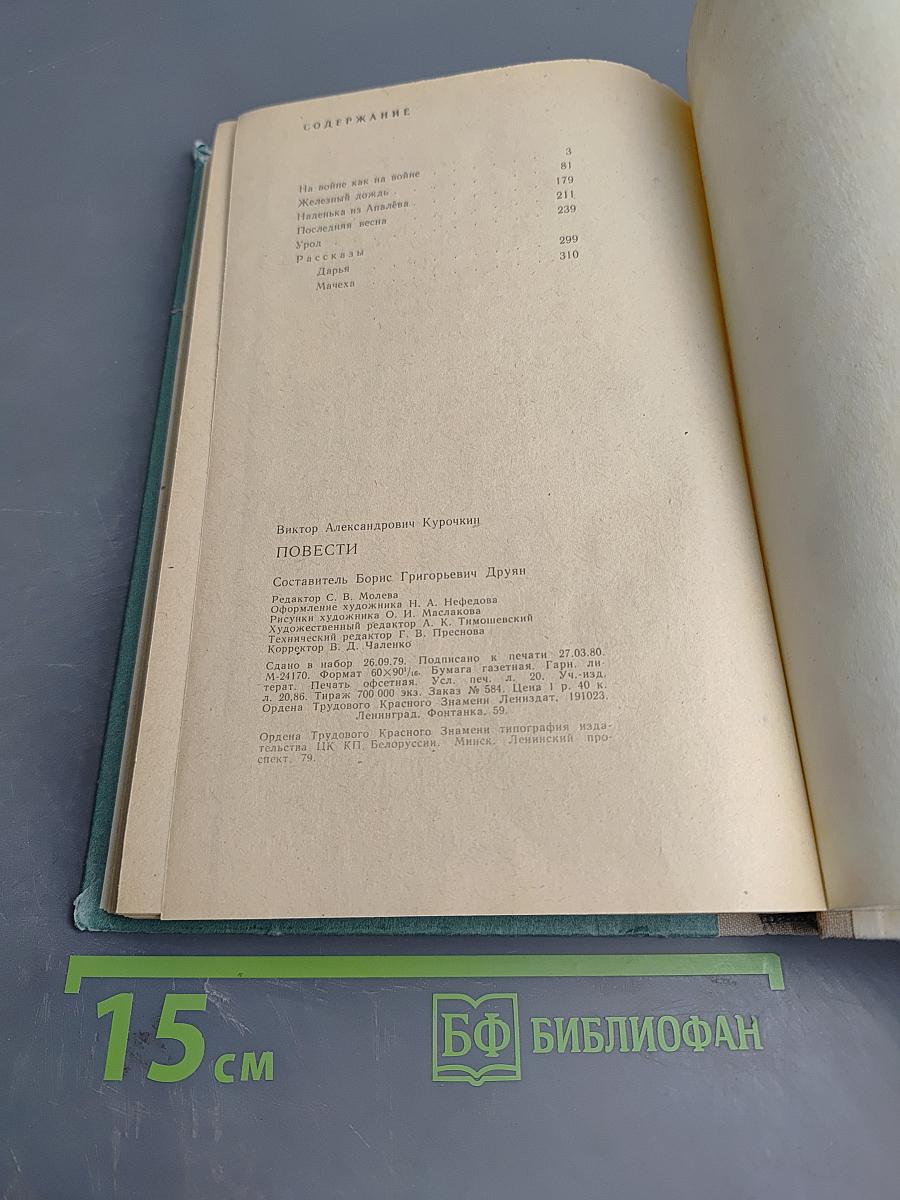 СОДЕРЖАНИЕ
На войне как на войне 3
Железный дождь 81
Наденька из Апалёва 179
Последняя весна 211
Урод 239
Рассказы
Дарья 299
Мачеха 310
Виктор Александрович Курочкин
ПОВЕСТИ
Составитель Борис Григорьевич Друян
Редактор С. В. Молева
Оформление художника Н. А. Нефедова
Рисунки художника О. И. Маслакова
Художественный редактор А. К. Тимошевский
Технический редактор Г. В. Преснова
Корректор В. Д. Чаленко
Сдано в набор 26.09.79. Подписано к печати 27.03.80.
М-24170. Формат 60×90¹/₁₆. Бумага газетная. Гарн. ли-
терат. Печать офсетная. Усл. печ. л. 20. Уч.-изд.
л. 20,86. Тираж 700 000 экз. Заказ № 584. Цена 1 р. 40 к.
Ордена Трудового Красного Знамени Лениздат, 191023,
Ленинград, Фонтанка, 59.
Ордена Трудового Красного Знамени типография изда-
тельства ЦК КП Белоруссии. Минск, Ленинский про-
спект, 79.
15 см
БФ БИБЛИОФАН